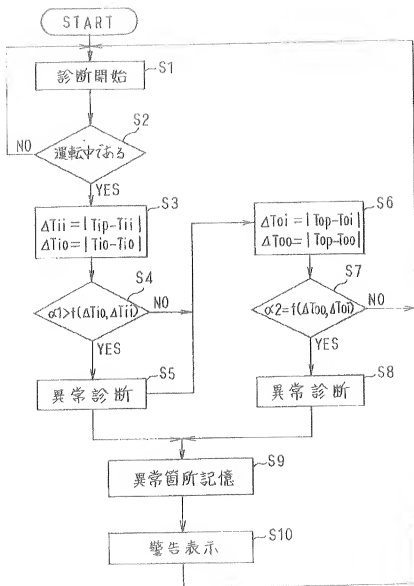 START
診断開始
S1
S2
運転中である
NO
YES
S3
ΔTii=|Tip-Tii|
ΔTio=|Tio-Tio|
S4
α1>f(ΔTio,ΔTii)
NO
YES
S5
異常診断
S6
ΔToi=|Top-Toi|
ΔToo=|Top-Too|
S7
α2=f(ΔToo,ΔToi)
NO
YES
S8
異常診断
S9
異常箇所記憶
S10
警告表示